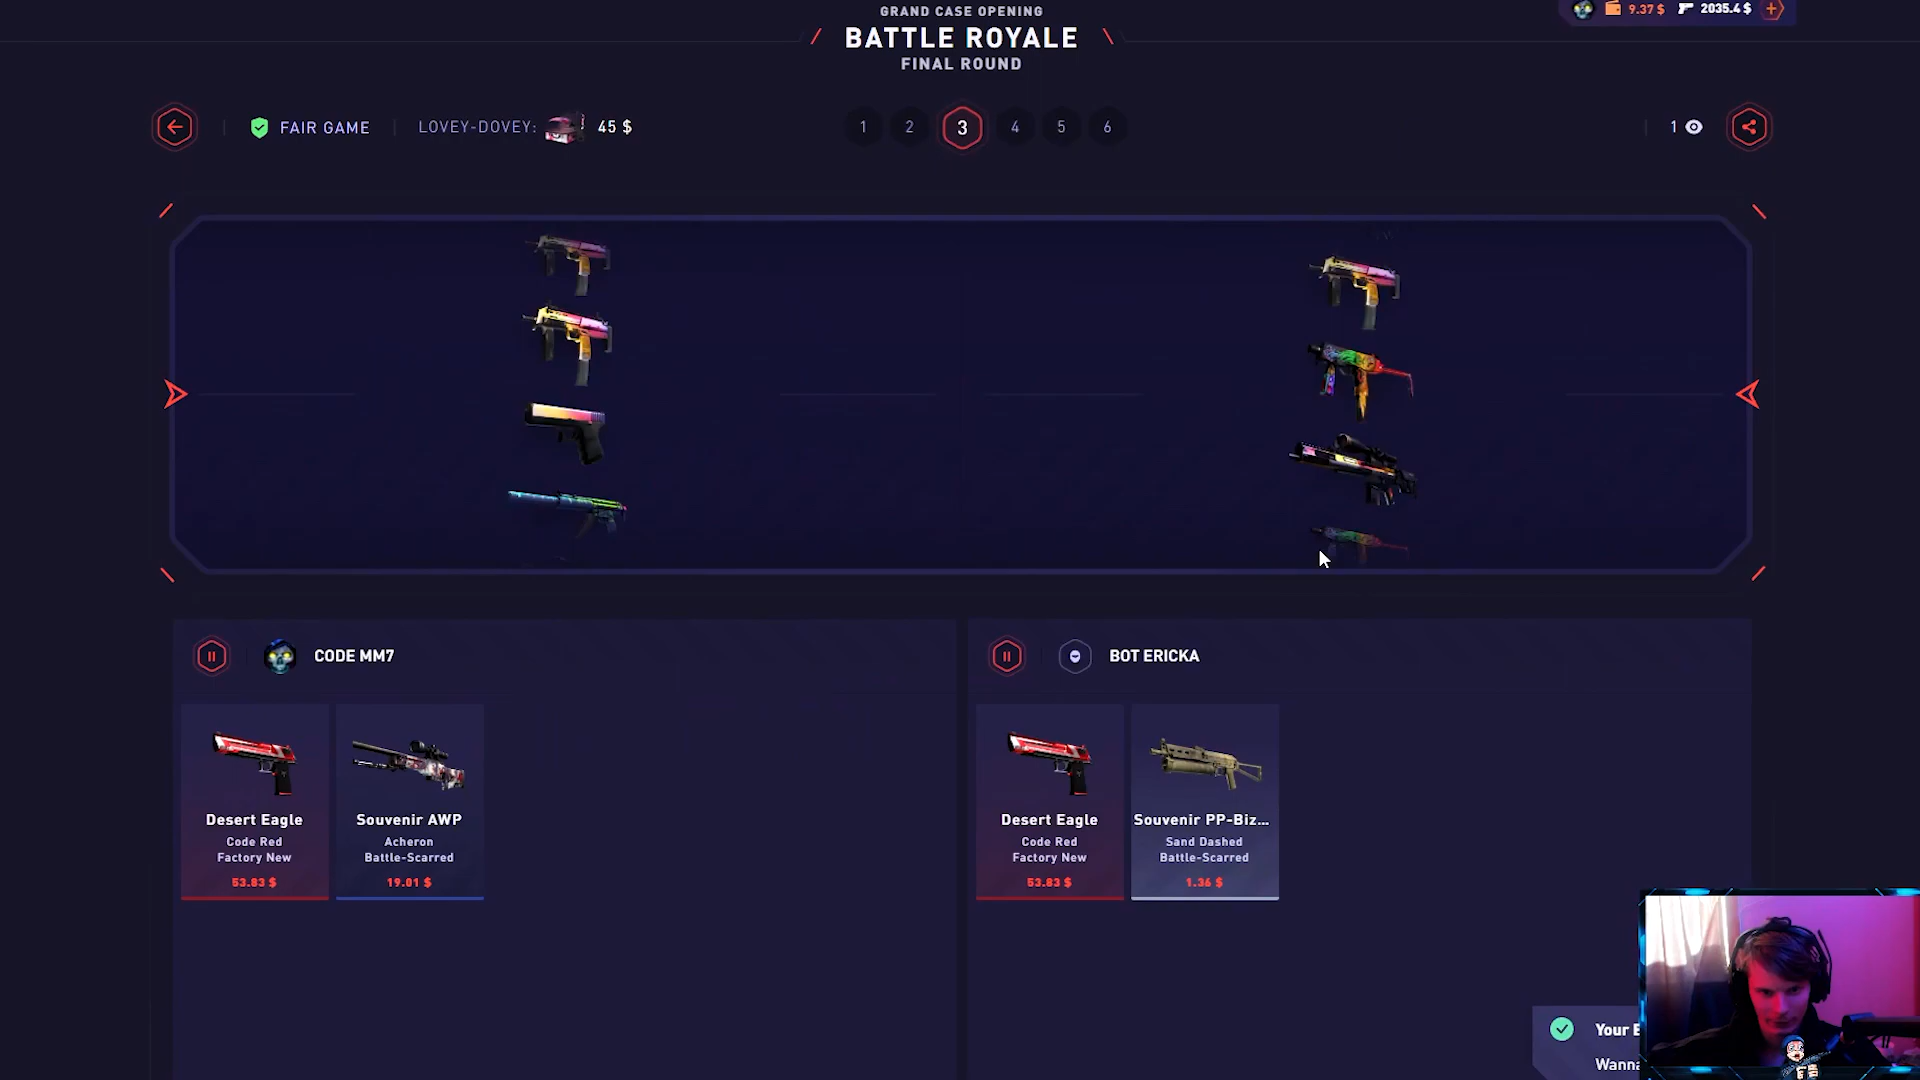 GRAND CASE OPENING
BATTLE ROYALE
FINAL ROUND
9.37 $ 2035.4 $
FAIR GAME
LOVEY-DOVEY: 45 $
1 2 3 4 5 6
1
CODE MM7
BOT ERICKA
Desert Eagle
Code Red
Factory New
53.83 $
Souvenir AWP
Acheron
Battle-Scarred
19.01 $
Desert Eagle
Code Red
Factory New
53.83 $
Souvenir PP-Biz...
Sand Dashed
Battle-Scarred
1.36 $
Your
Wanna